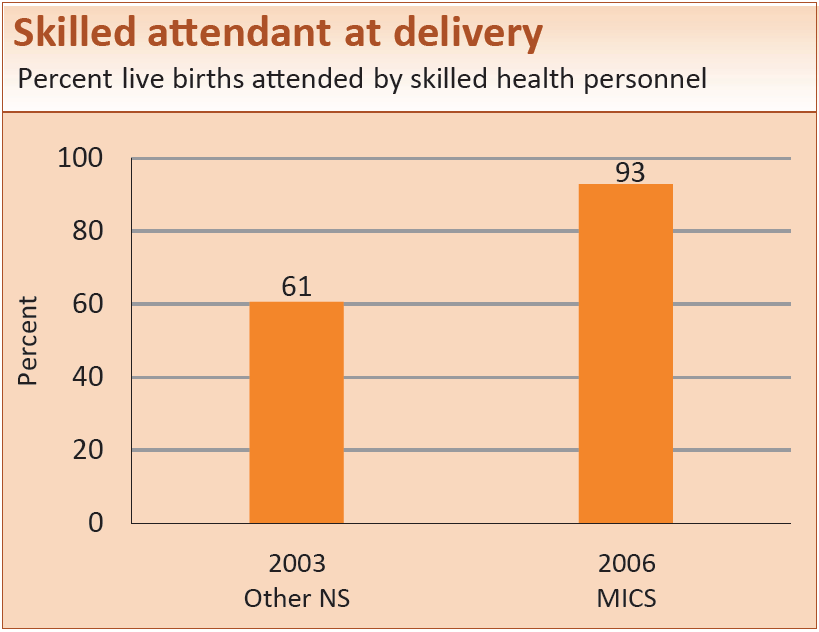 Skilled attendant at delivery
Percent live births attended by skilled health personnel
Percent
100
80
60
40
20
0
61
93
2003
Other NS
2006
MICS